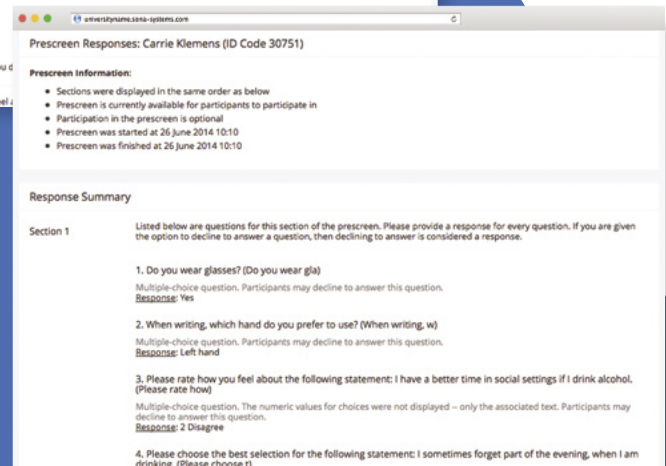 universityname.sona-systems.com
Prescreen Responses: Carrie Klemens (ID Code 30751)
Prescreen Information:
Sections were displayed in the same order as below
Prescreen is currently available for participants to participate in
Participation in the prescreen is optional
Prescreen was started at 26 June 2014 10:10
Prescreen was finished at 26 June 2014 10:10
Response Summary
Section 1
Listed below are questions for this section of the prescreen. Please provide a response for every question. If you are given
the option to decline to answer a question, then declining to answer is considered a response.
1. Do you wear glasses? (Do you wear gla)
Multiple-choice question. Participants may decline to answer this question.
Response: Yes
2. When writing, which hand do you prefer to use? (When writing, w)
Multiple-choice question. Participants may decline to answer this question.
Response: Left hand
3. Please rate how you feel about the following statement: I have a better time in social settings if I drink alcohol.
(Please rate how)
Multiple-choice question. The numeric values for choices were not displayed -- only the associated text. Participants may
decline to answer this question.
Response: 2 Disagree
4. Please choose the best selection for the following statement: I sometimes forget part of the evening, when I am
drinking. (Please choose t)